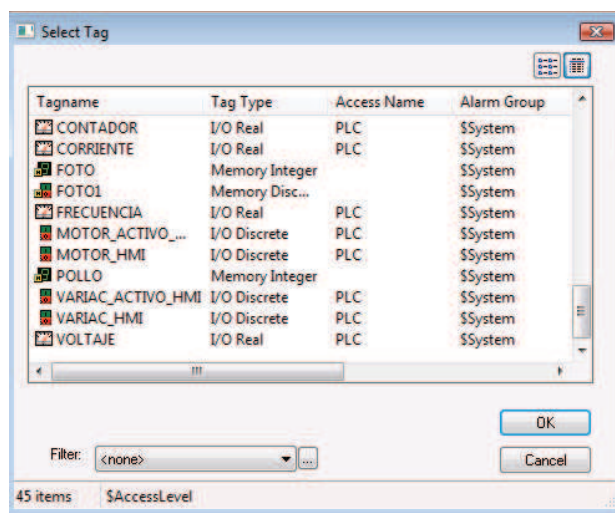 Select Tag
Tagname Tag Type Access Name Alarm Group
CONTADOR I/O Real PLC $System
CORRIENTE I/O Real PLC $System
FOTO Memory Integer $System
FOTO1 Memory Disc... $System
FRECUENCIA I/O Real PLC $System
MOTOR_ACTIVO_... I/O Discrete PLC $System
MOTOR_HMI I/O Discrete PLC $System
POLLO Memory Integer $System
VARIAC_ACTIVO_HMI I/O Discrete PLC $System
VARIAC_HMI I/O Discrete PLC $System
VOLTAJE I/O Real PLC $System
OK
Filter: <none> ... Cancel
45 items $AccessLevel